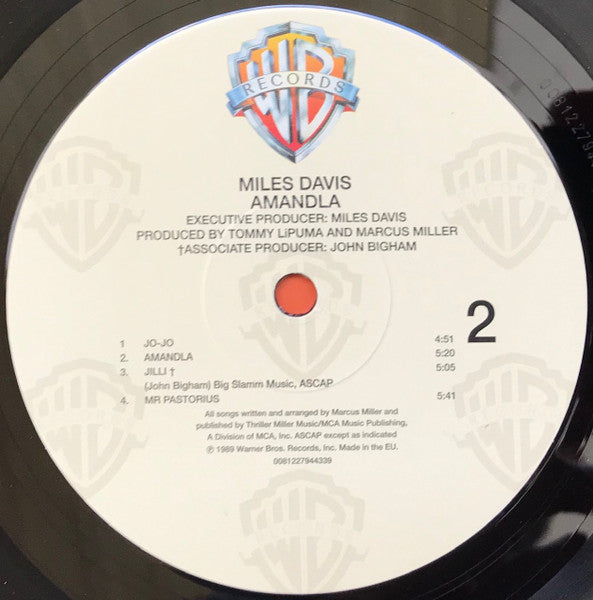 WB
RECORDS
MILES DAVIS
AMANDLA
EXECUTIVE PRODUCER: MILES DAVIS
PRODUCED BY TOMMY LiPUMA AND MARCUS MILLER
†ASSOCIATE PRODUCER: JOHN BIGHAM
2
1 JO-JO 4:51
2. AMANDLA 5:20
3. JILLI † 5:05
(John Bigham) Big Slamm Music, ASCAP
4. MR PASTORIUS 5:41
All songs written and arranged by Marcus Miller and
published by Thriller Miller Music/MCA Music Publishing,
A Division of MCA, Inc. ASCAP except as indicated
℗ 1989 Warner Bros. Records, Inc. Made in the EU.
0081227944339